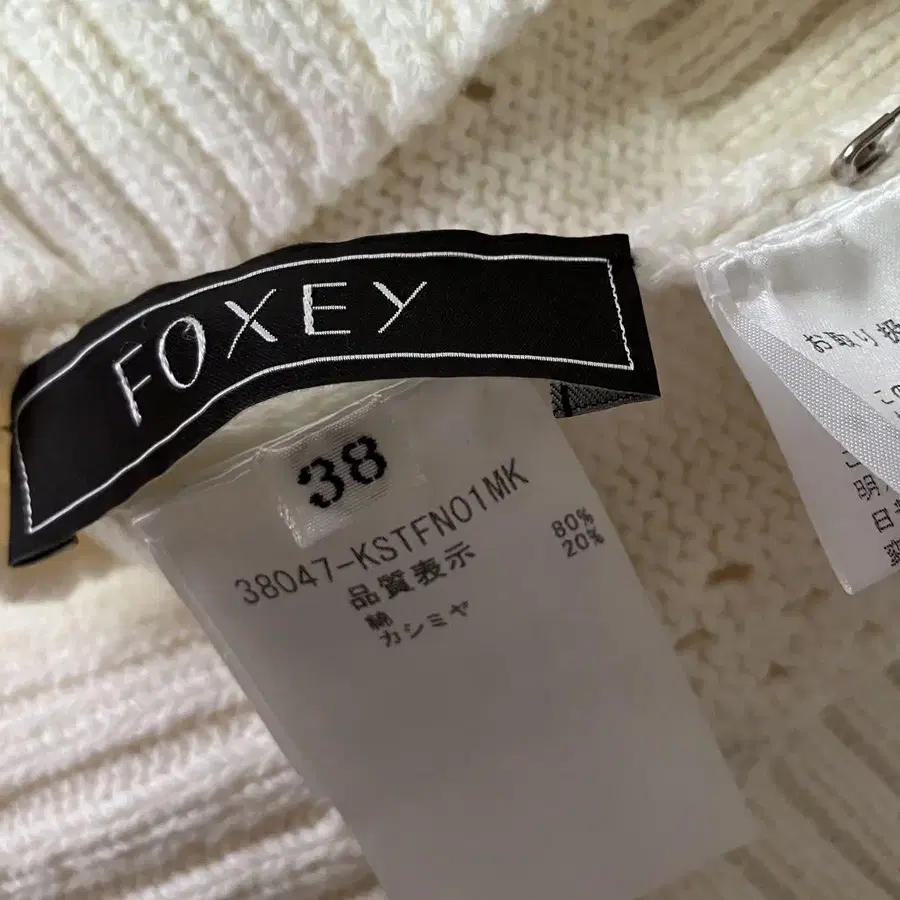 FOXEY
38
38047-KSTFN01MK
品質表示
綿 80%
カシミヤ 20%
お取り扱
この
明